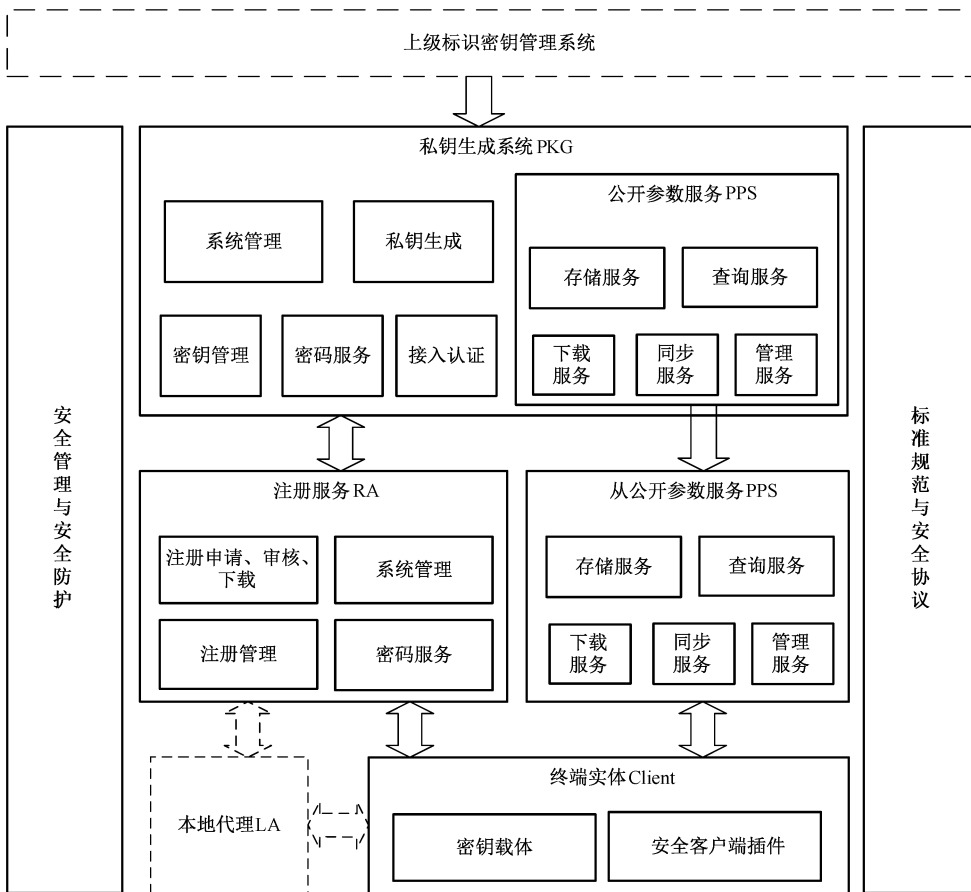 上级标识密钥管理系统
私钥生成系统PKG
公开参数服务PPS
系统管理
私钥生成
存储服务
查询服务
密钥管理
密码服务
接入认证
下载
服务
同步
服务
管理
服务
安全管理与安全防护
标准规范与安全协议
注册服务RA
注册申请、审核、
下载
系统管理
注册管理
密码服务
从公开参数服务PPS
存储服务
查询服务
下载
服务
同步
服务
管理
服务
本地代理LA
终端实体Client
密钥载体
安全客户端插件